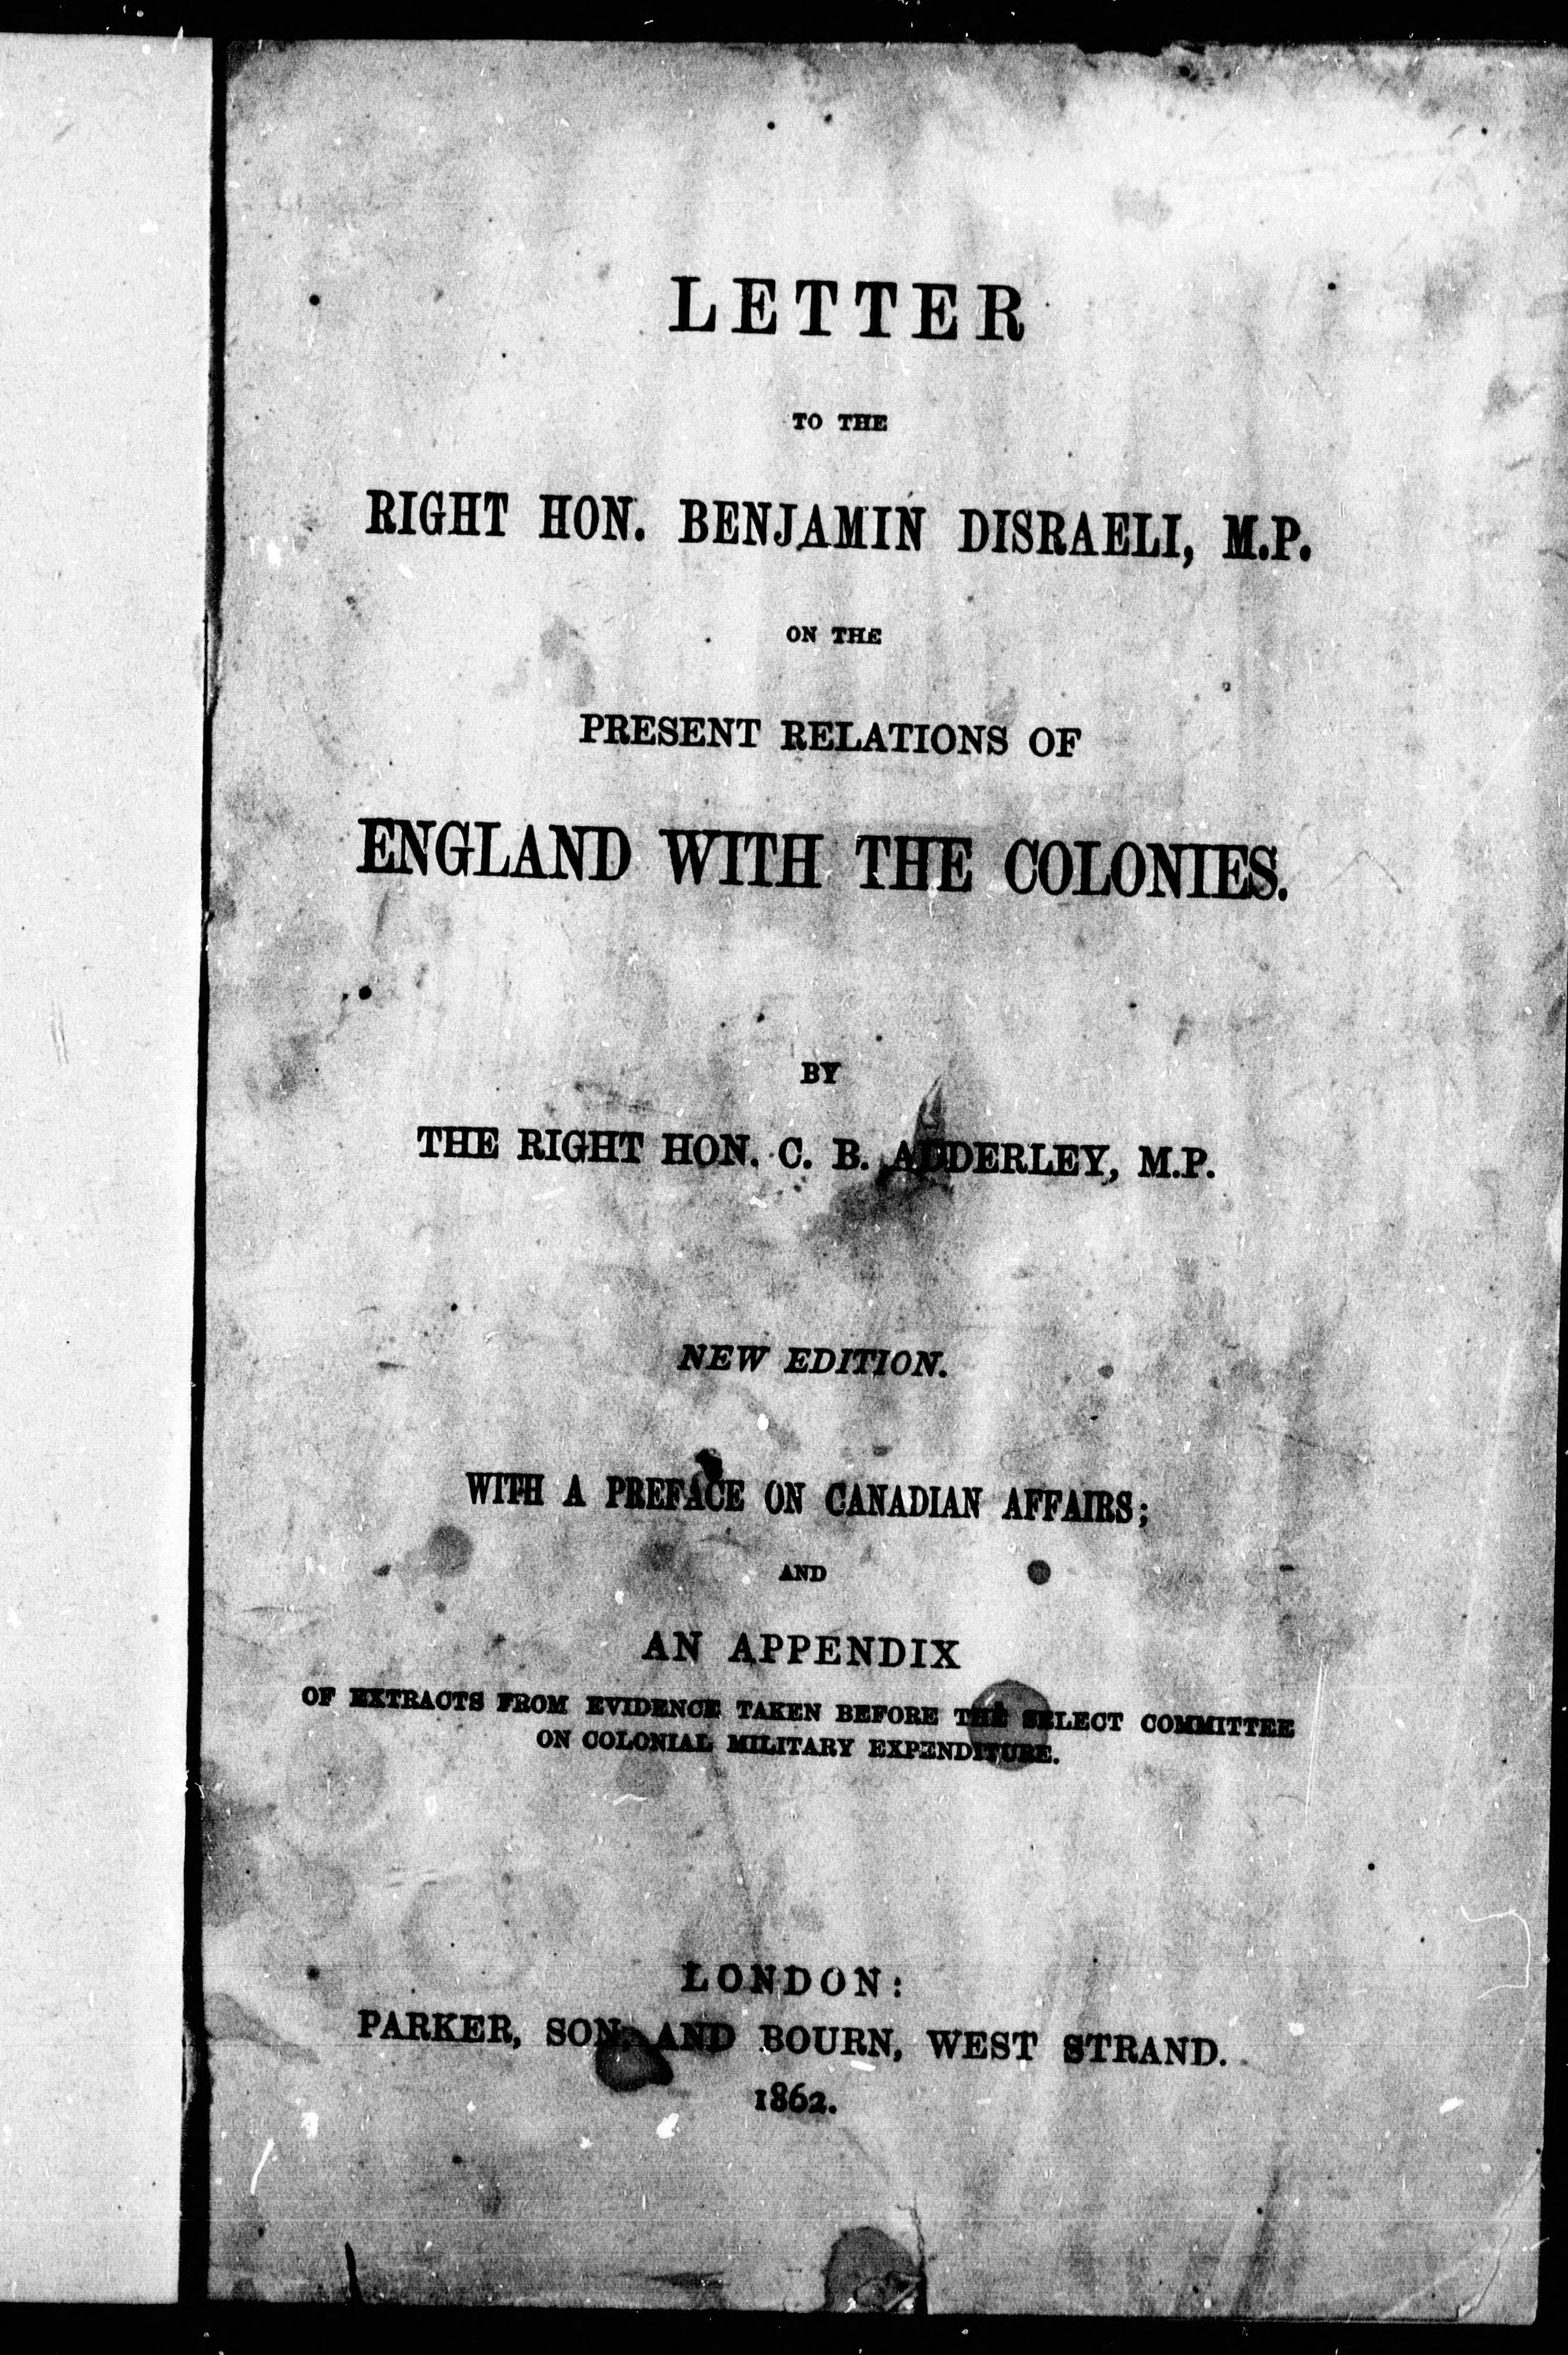 LETTER
TO THE
RIGHT HON. BENJAMIN DISRAELI, M.P.
ON THE
PRESENT RELATIONS OF
ENGLAND WITH THE COLONIES.
BY
THE RIGHT HON. C. B. ADDERLEY, M.P.
NEW EDITION.
WITH A PREFACE ON CANADIAN AFFAIRS;
AND
AN APPENDIX
OF EXTRACTS FROM EVIDENCE TAKEN BEFORE THE SELECT COMMITTEE
ON COLONIAL MILITARY EXPENDITURE.
LONDON:
PARKER, SON, AND BOURN, WEST STRAND.
1862.